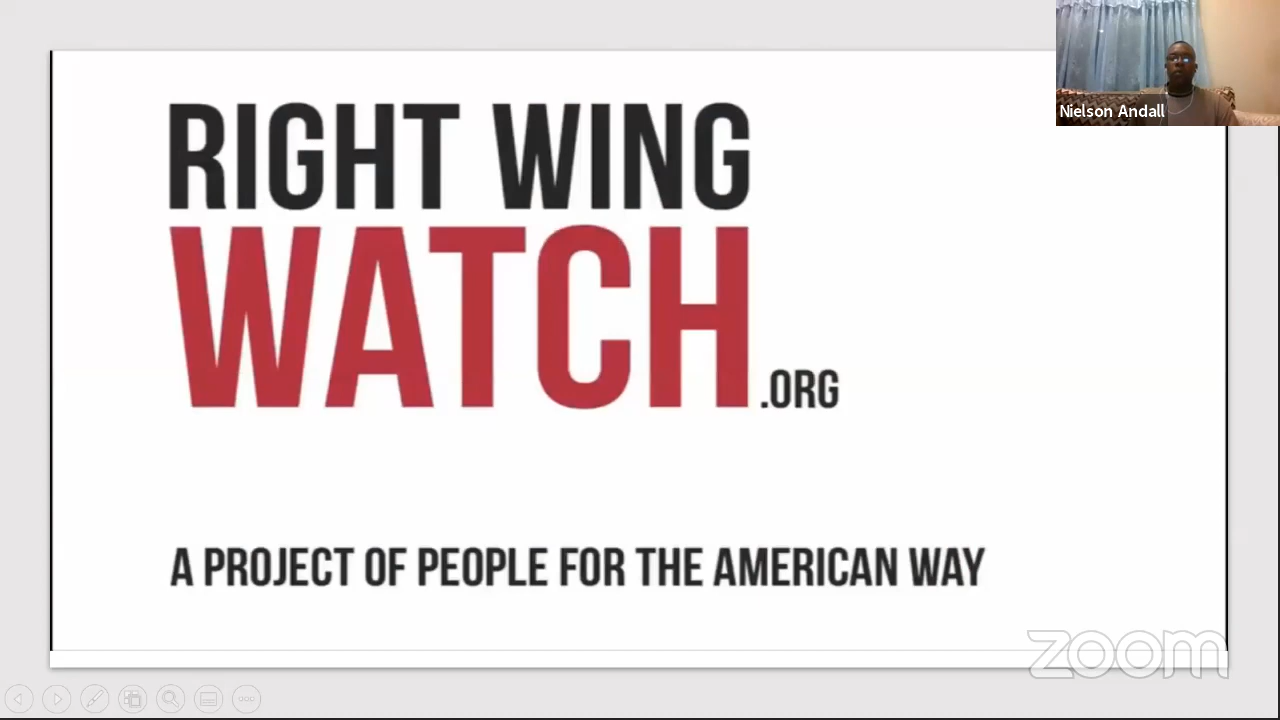 RIGHT WING
WATCH
.ORG
A PROJECT OF PEOPLE FOR THE AMERICAN WAY
Nielson Andall
zoom